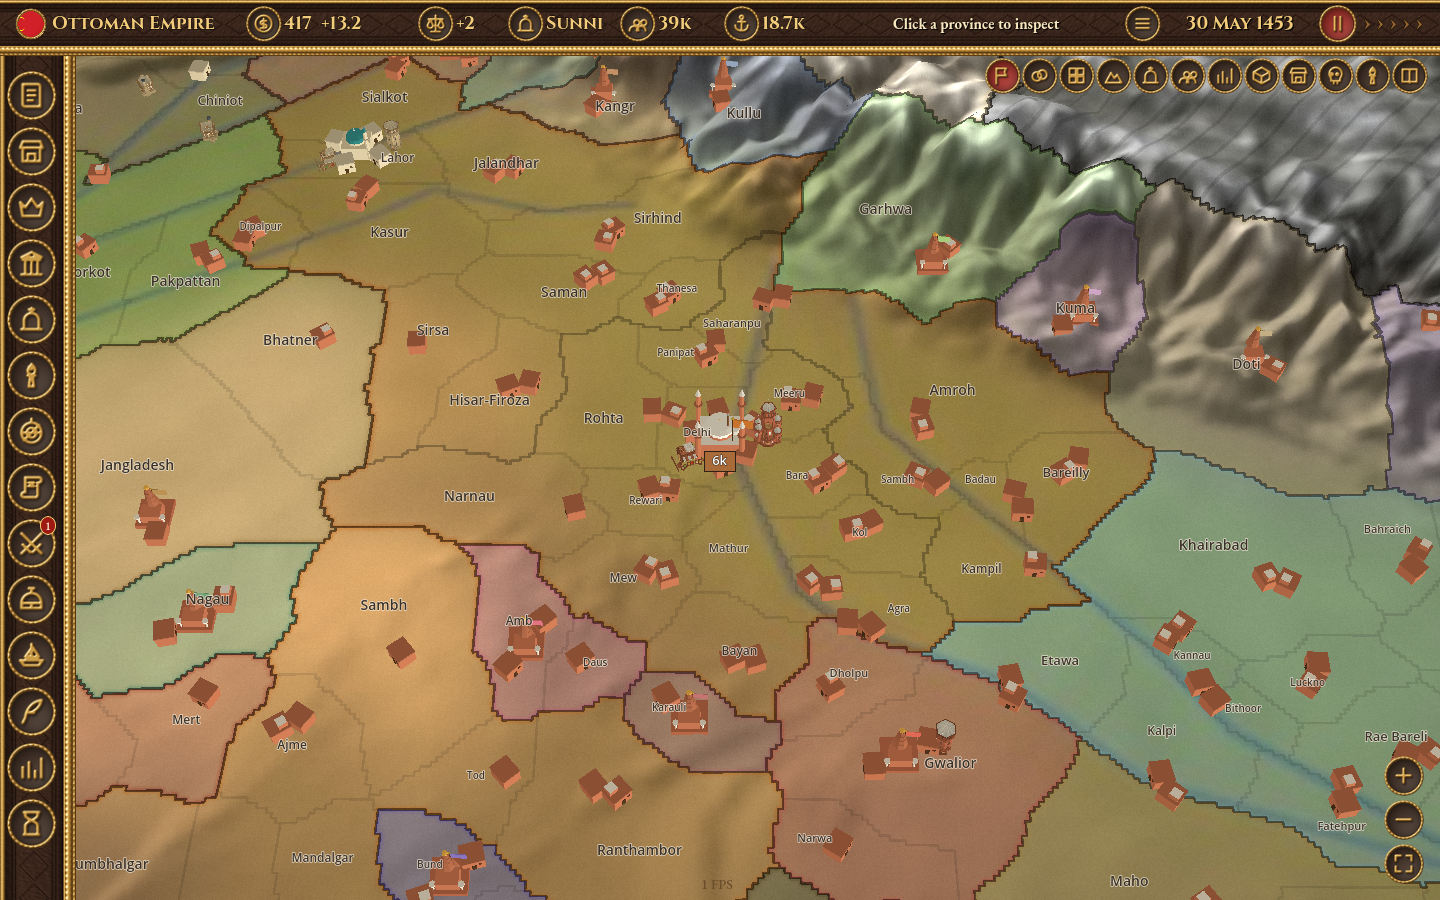 OTTOMAN EMPIRE
417 +13.2
+2
SUNNI
39K
18.7K
Click a province to inspect
30 MAY 1453
Chiniot
Sialkot
Kangr
Kullu
Lahor
Jalandhar
Garhwa
Sirhind
Dipalpur
Kasur
orkot
Pakpattan
Saman
Thanesa
Kuma
Saharanpu
Sirsa
Bhatner
Panipat
Doti
Meeru
Amroh
Hisar-Firoza
Rohta
Delhi
6k
Jangladesh
Bara
Sambh
Badau
Bareilly
Narnau
Rewari
1
Koi
Bahraich
Mathur
Khairabad
Mew
Kampil
Nagau
Sambh
Agra
Amb
Bayan
Daus
Etawa
Kannau
Dholpu
Luckno
Karauli
Bithoor
Mert
Kalpi
Ajme
Rae Bareli
Gwalior
Tod
Fatehpur
Narwa
Ranthambor
Mandalgar
umbhalgar
Bund
Maho
1 FPS